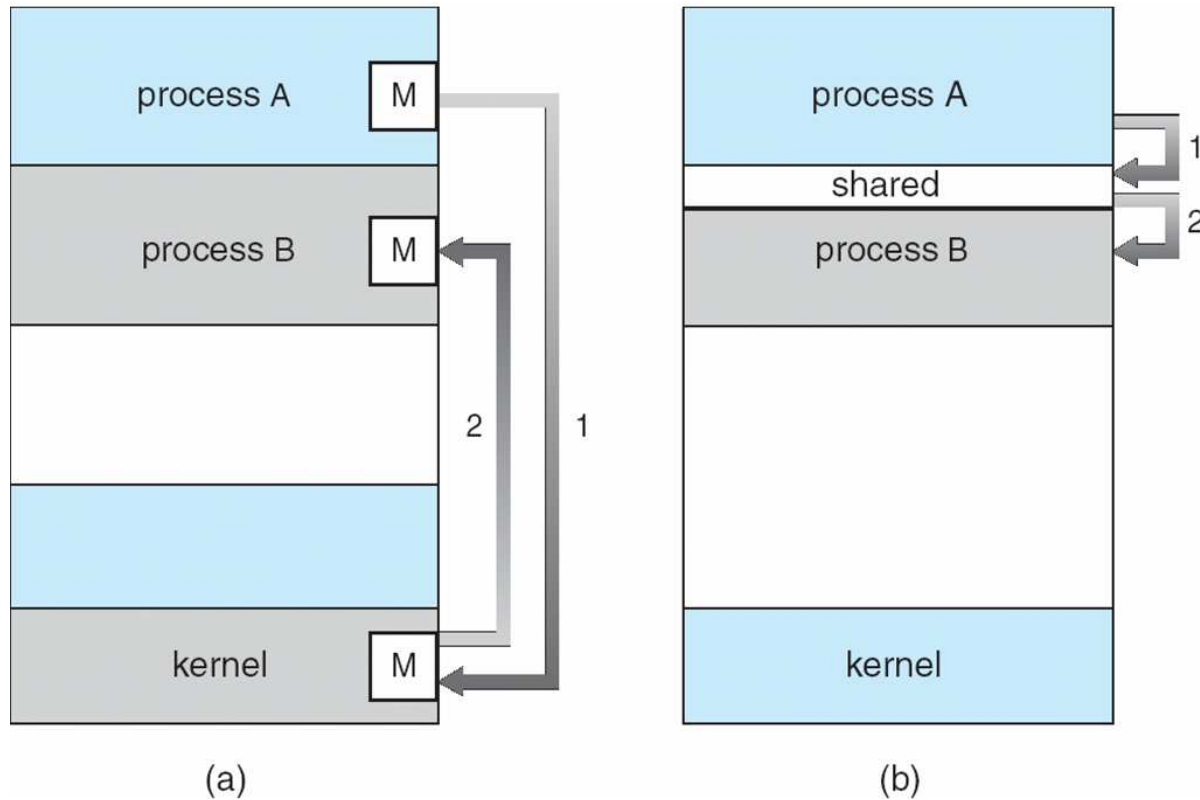 process A
M
process B
M
2
1
kernel
M
(a)
process A
1
shared
2
process B
kernel
(b)